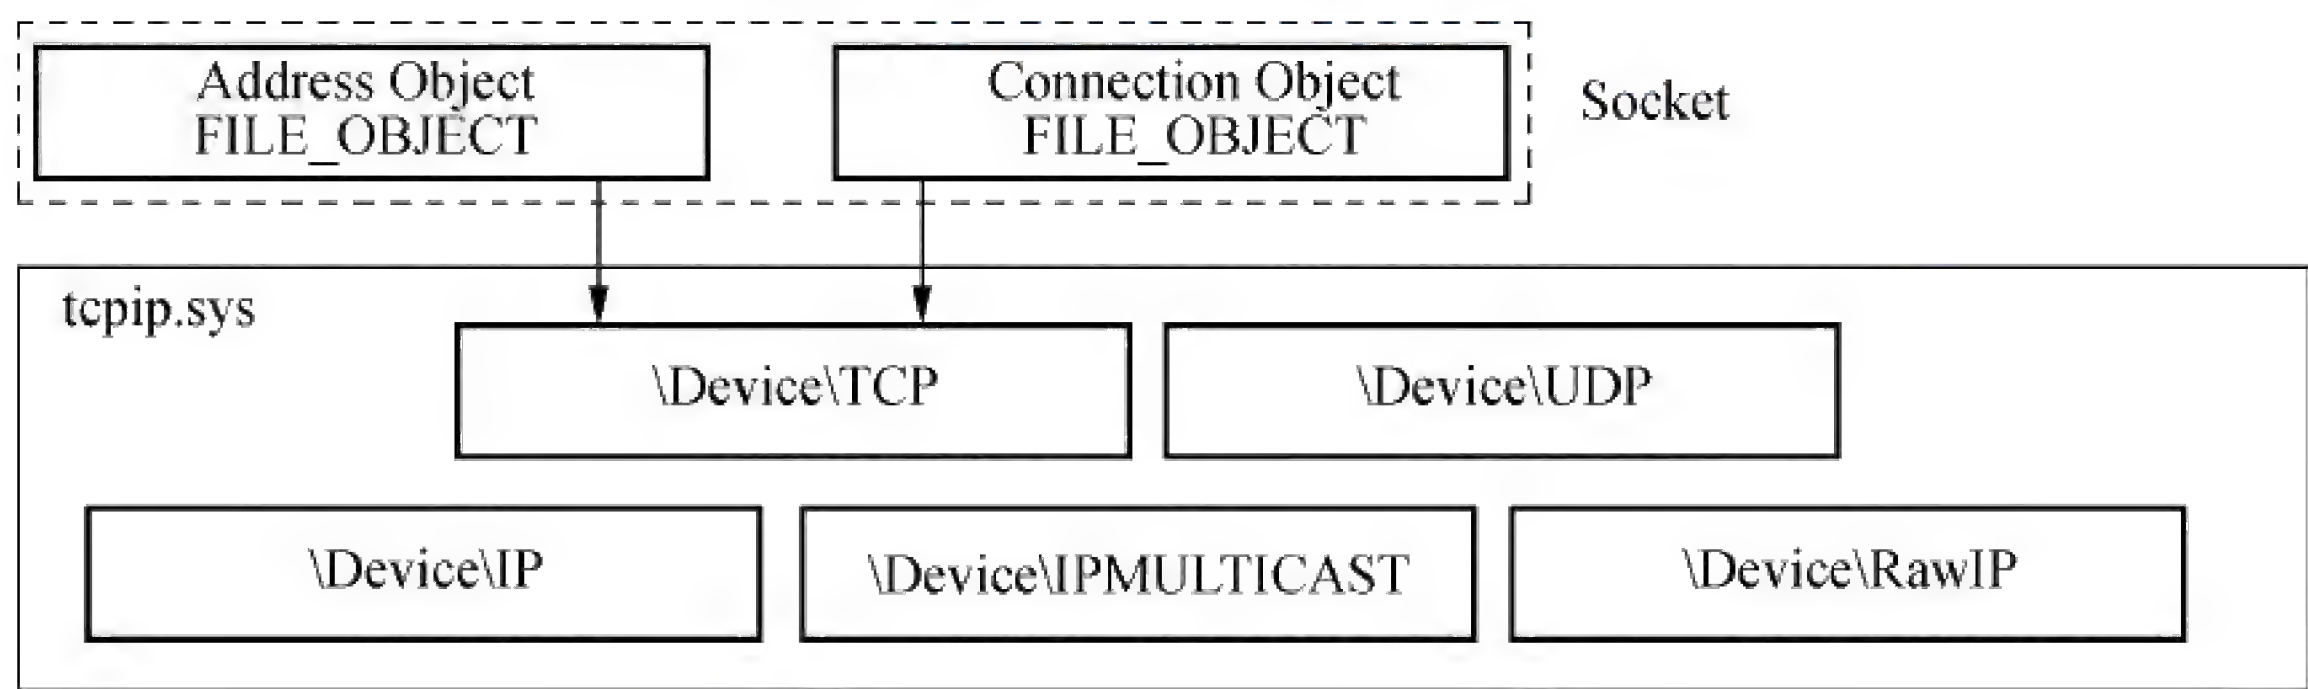 Address Object
FILE_OBJECT
Connection Object
FILE_OBJECT
Socket
tcpip.sys
\Device\TCP
\Device\UDP
\Device\IP
\Device\IPMULTICAST
\Device\RawIP